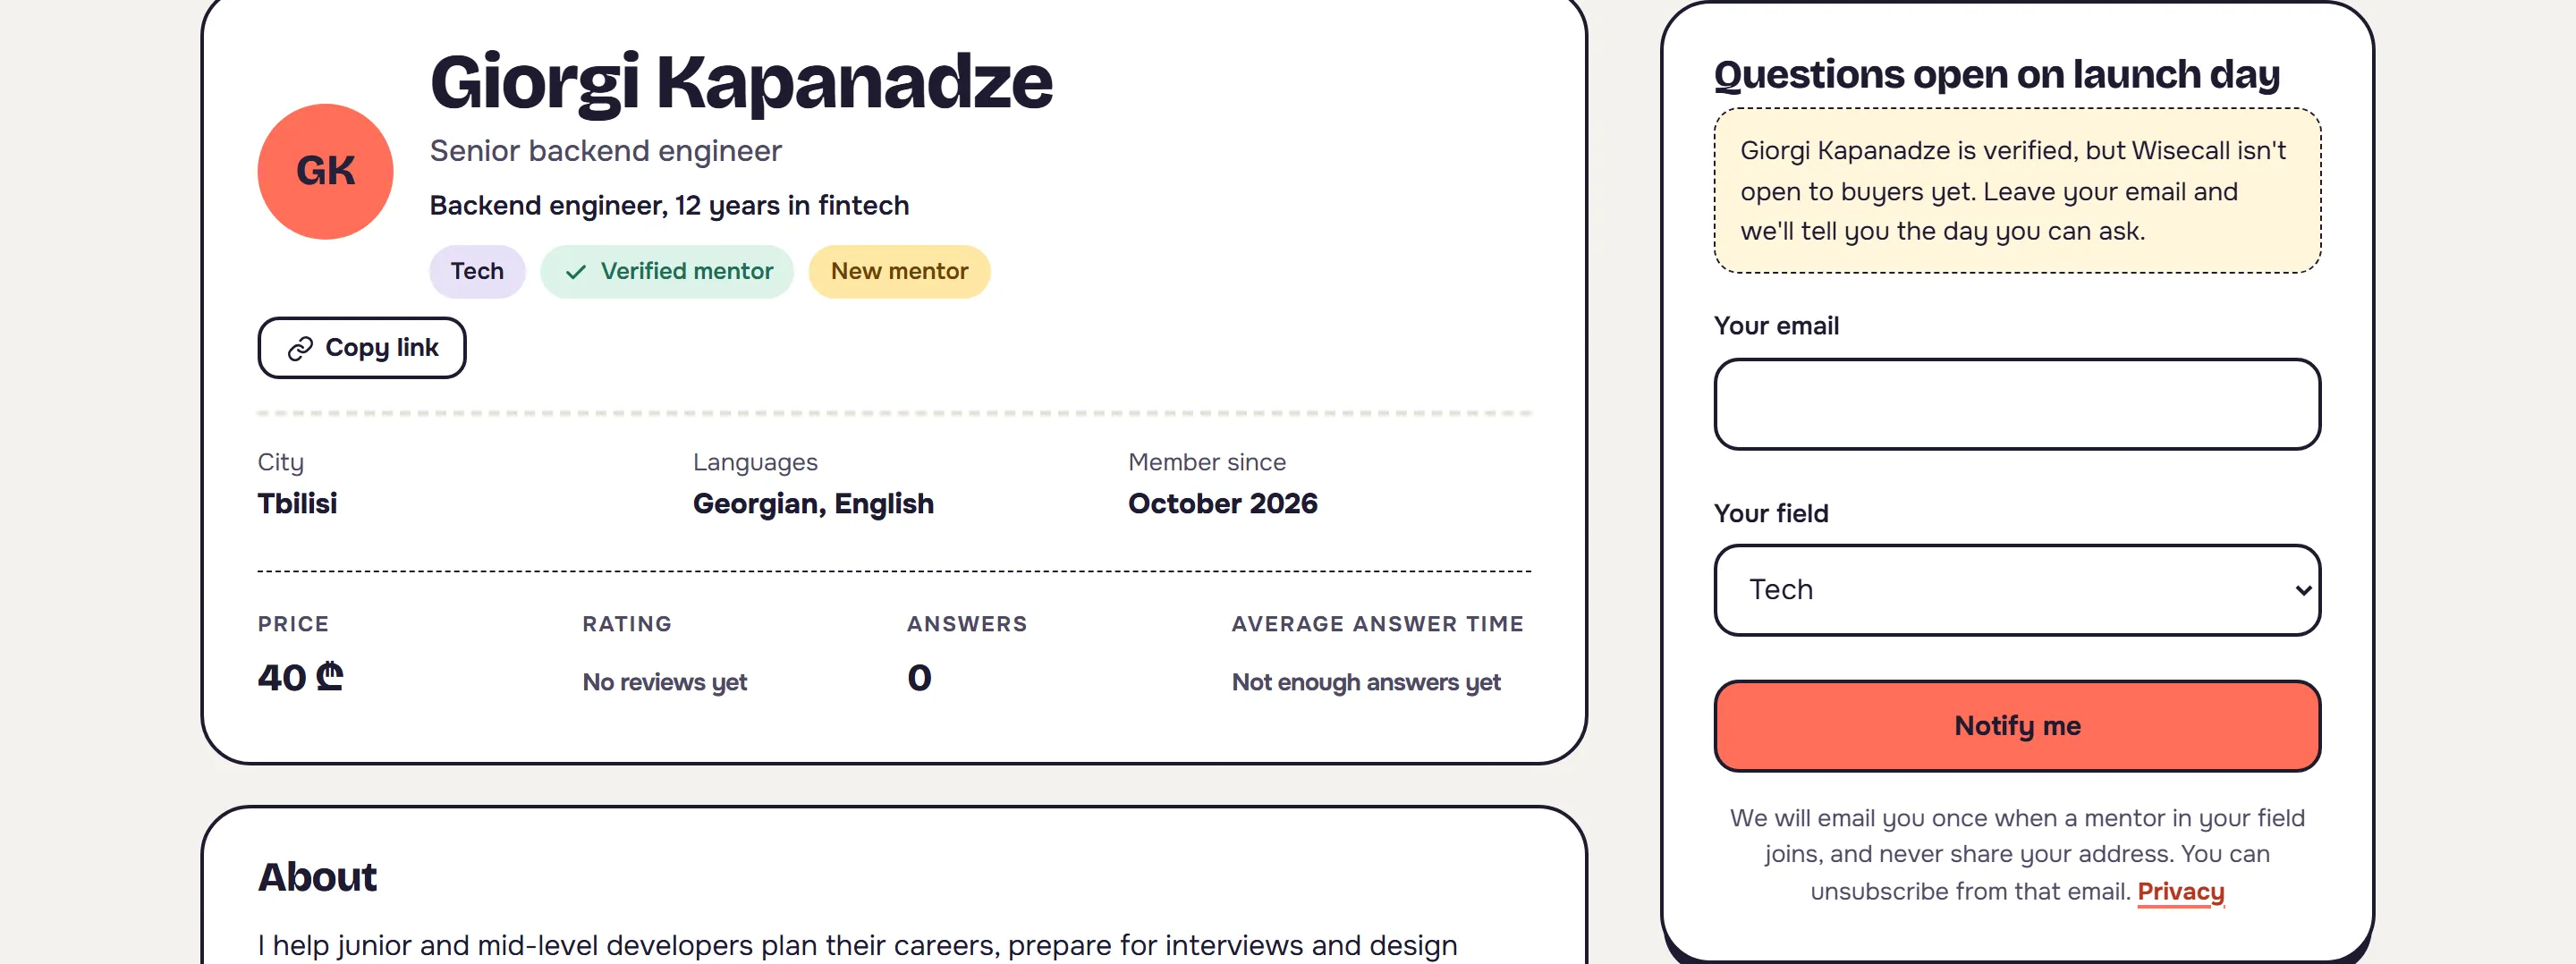 Giorgi Kapanadze
GK
Senior backend engineer
Backend engineer, 12 years in fintech
Tech
Verified mentor
New mentor
Copy link
City
Tbilisi
Languages
Georgian, English
Member since
October 2026
PRICE
40 ₾
RATING
No reviews yet
ANSWERS
0
AVERAGE ANSWER TIME
Not enough answers yet
About
I help junior and mid-level developers plan their careers, prepare for interviews and design
Questions open on launch day
Giorgi Kapanadze is verified, but Wisecall isn't
open to buyers yet. Leave your email and
we'll tell you the day you can ask.
Your email
Your field
Tech
Notify me
We will email you once when a mentor in your field
joins, and never share your address. You can
unsubscribe from that email. Privacy